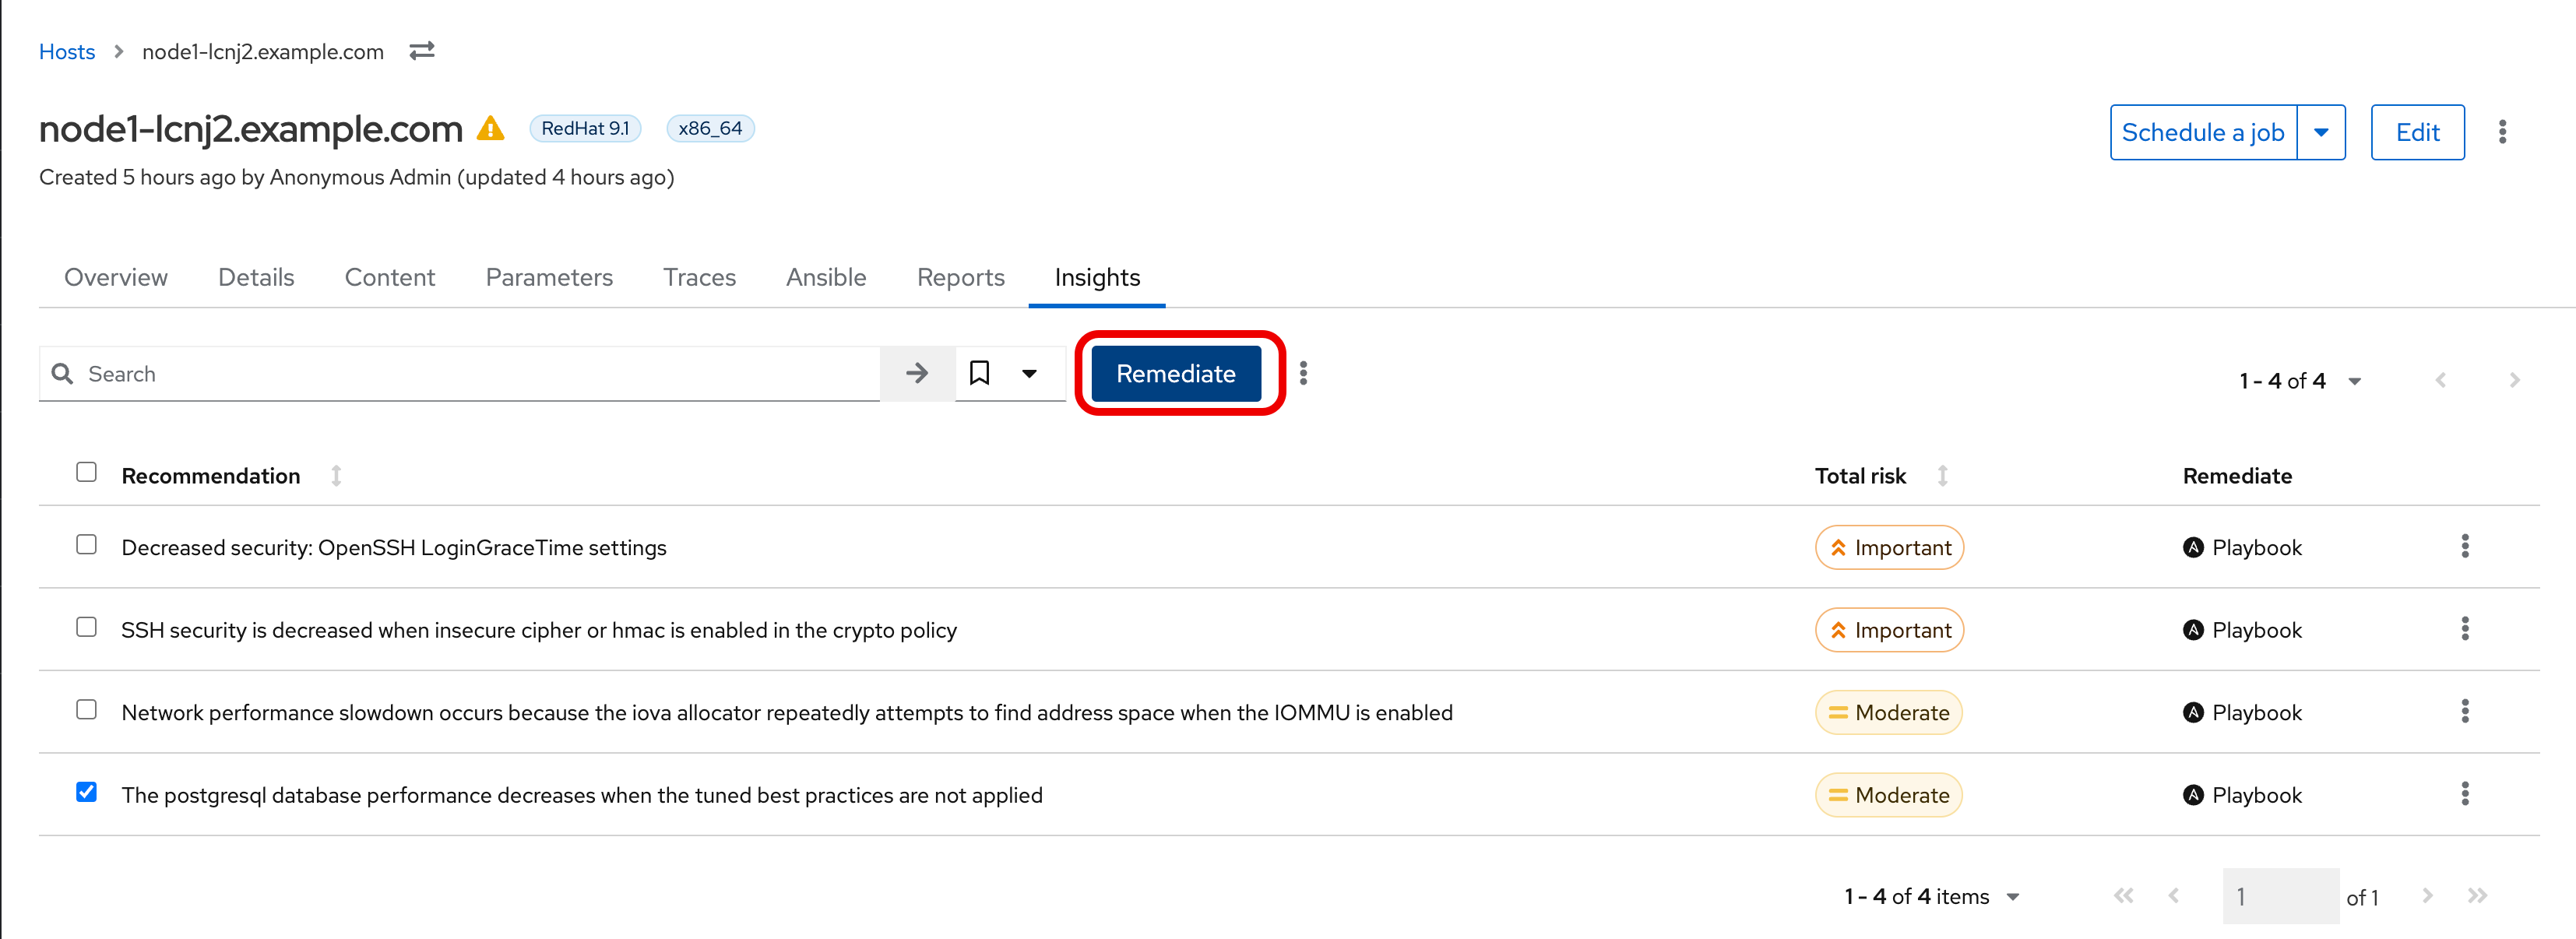 Hosts > node1-lcnj2.example.com
node1-lcnj2.example.com RedHat 9.1 x86_64
Schedule a job Edit
Created 5 hours ago by Anonymous Admin (updated 4 hours ago)
Overview Details Content Parameters Traces Ansible Reports Insights
Search Remediate 1 - 4 of 4
Recommendation Total risk Remediate
Decreased security: OpenSSH LoginGraceTime settings Important Playbook
SSH security is decreased when insecure cipher or hmac is enabled in the crypto policy Important Playbook
Network performance slowdown occurs because the iova allocator repeatedly attempts to find address space when the IOMMU is enabled Moderate Playbook
The postgresql database performance decreases when the tuned best practices are not applied Moderate Playbook
1 - 4 of 4 items 1 of 1